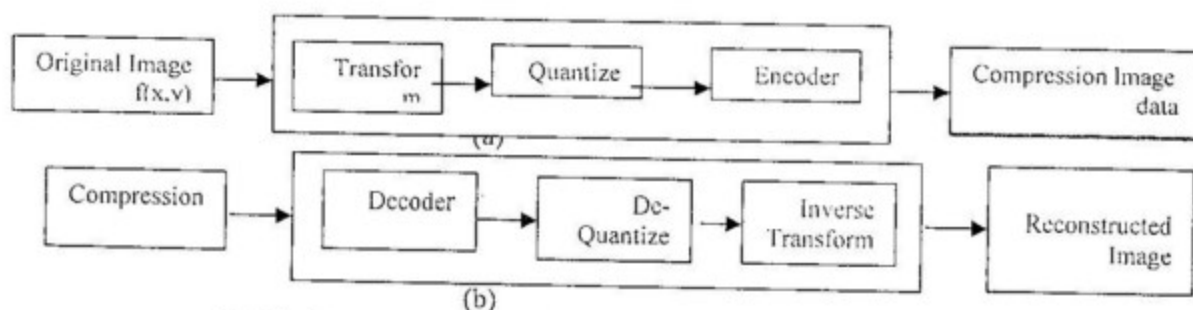 Original Image
f(x,y)
Transfor
m
Quantize
Encoder
Compression Image
data
(a)
Compression
Decoder
De-
Quantize
Inverse
Transform
Reconstructed
Image
(b)